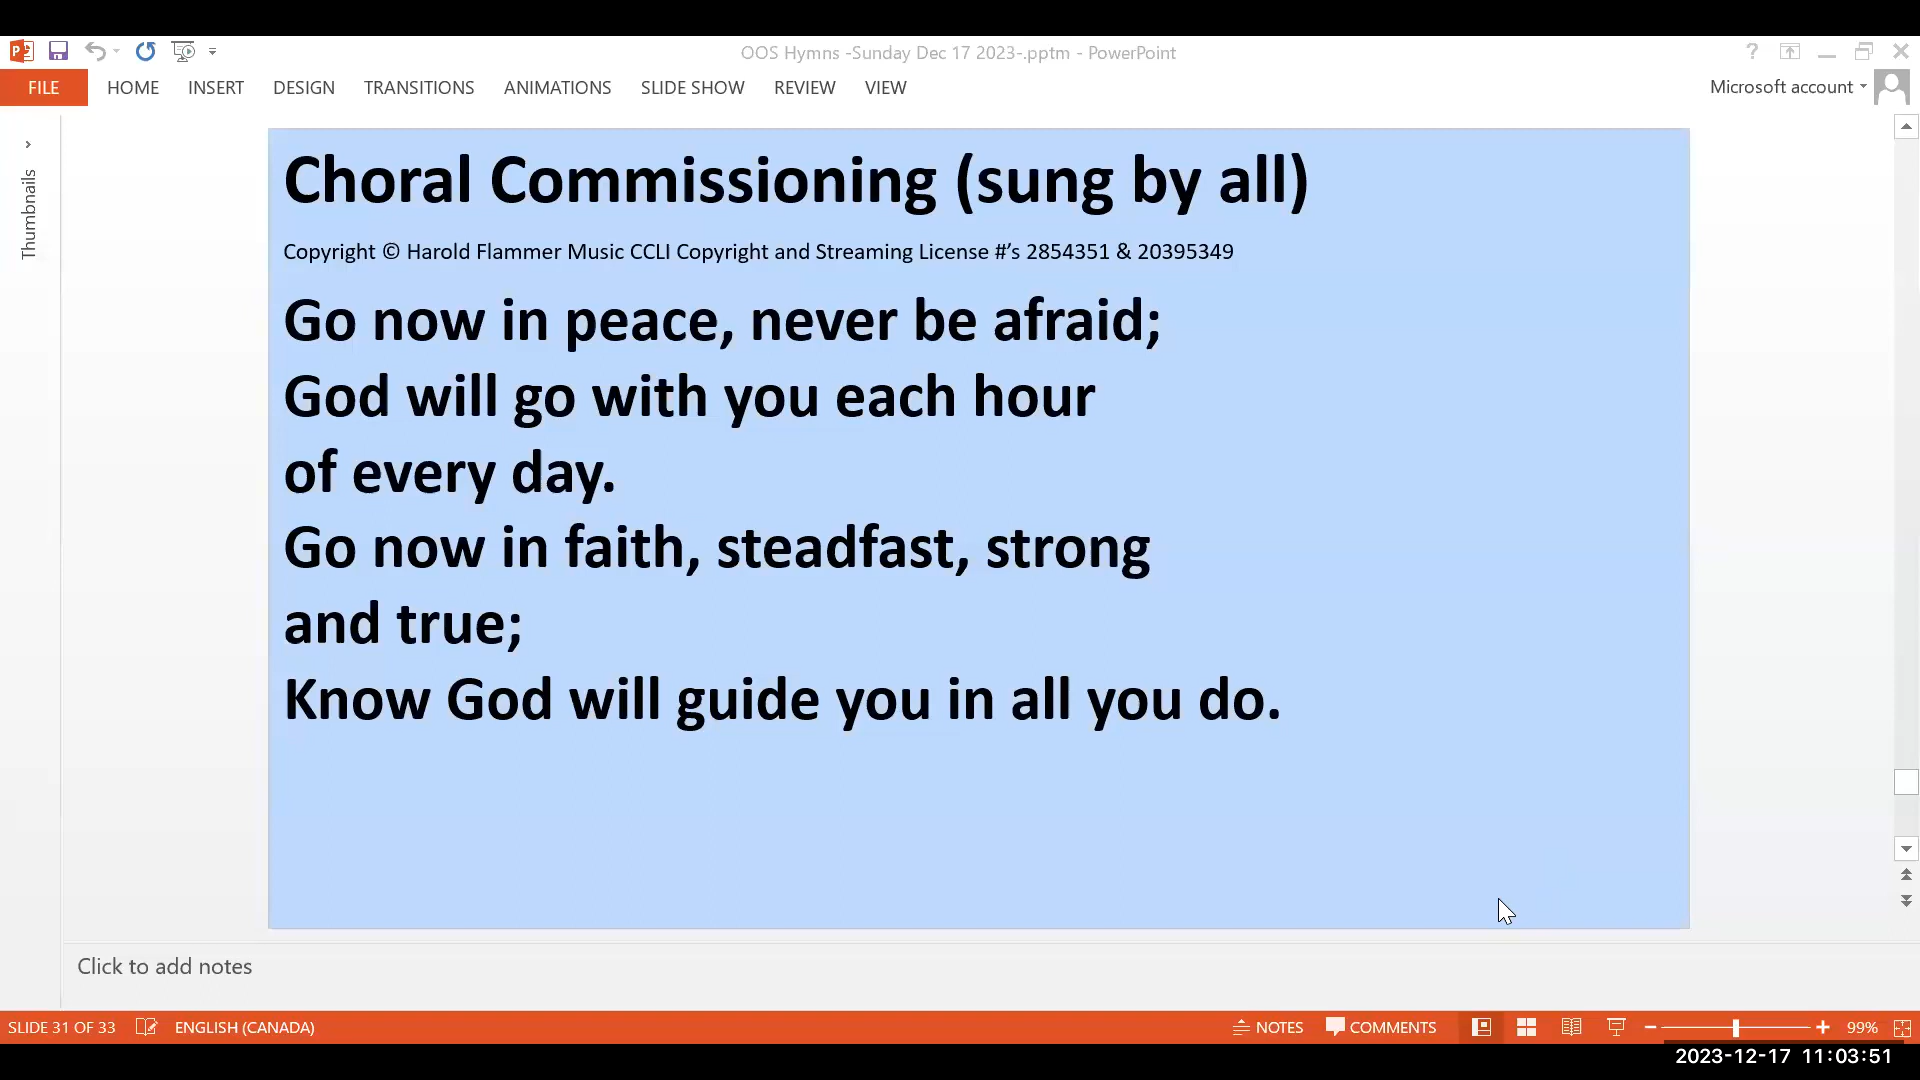 OOS Hymns -Sunday Dec 17 2023-.pptm - PowerPoint
?
FILE HOME INSERT DESIGN TRANSITIONS ANIMATIONS SLIDE SHOW REVIEW VIEW Microsoft account
Thumbnails
Choral Commissioning (sung by all)
Copyright © Harold Flammer Music CCLI Copyright and Streaming License #’s 2854351 & 20395349
Go now in peace, never be afraid;
God will go with you each hour
of every day.
Go now in faith, steadfast, strong
and true;
Know God will guide you in all you do.
Click to add notes
SLIDE 31 OF 33 ENGLISH (CANADA) NOTES COMMENTS 99%
2023-12-17 11:03:51